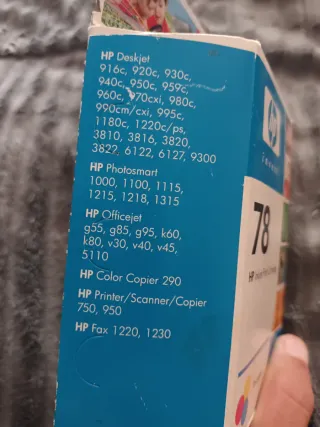 HP Deskjet
916c, 920c, 930c,
940c, 950c, 959c,
960c, 970cxi, 980c,
990cm/cxi, 995c,
1180c, 1220c/ps,
3810, 3816, 3820,
3822, 6122, 6127, 9300
HP Photosmart
1000, 1100, 1115,
1215, 1218, 1315
HP Officejet
g55, g85, g95, k60,
k80, v30, v40, v45,
5110
HP Color Copier 290
HP Printer/Scanner/Copier
750, 950
HP Fax 1220, 1230
hp
invent
78
HP